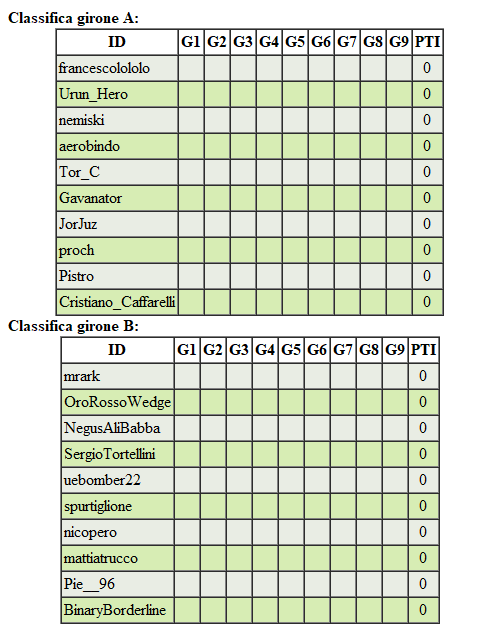 Classifica girone A:
ID G1 G2 G3 G4 G5 G6 G7 G8 G9 PTI
francescolololo 0
Urun_Hero 0
nemiski 0
aerobindo 0
Tor_C 0
Gavanator 0
JorJuz 0
proch 0
Pistro 0
Cristiano_Caffarelli 0
Classifica girone B:
ID G1 G2 G3 G4 G5 G6 G7 G8 G9 PTI
mrark 0
OroRossoWedge 0
NegusAliBabba 0
SergioTortellini 0
uebomber22 0
spurtiglione 0
nicopero 0
mattiatrucco 0
Pie__96 0
BinaryBorderline 0